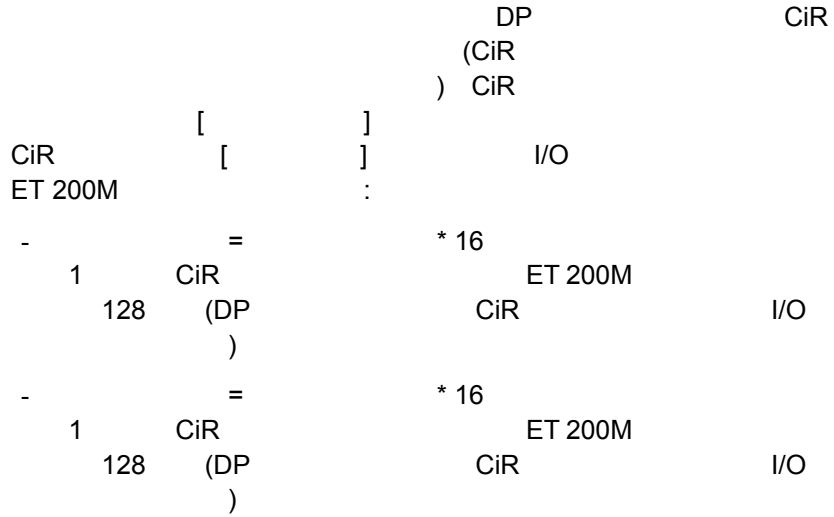 DP CiR
(CiR
) CiR
[ ]
CiR [ ] I/O
ET 200M :
- = * 16
1 CiR ET 200M
128 (DP CiR I/O
)
- = * 16
1 CiR ET 200M
128 (DP CiR I/O
)